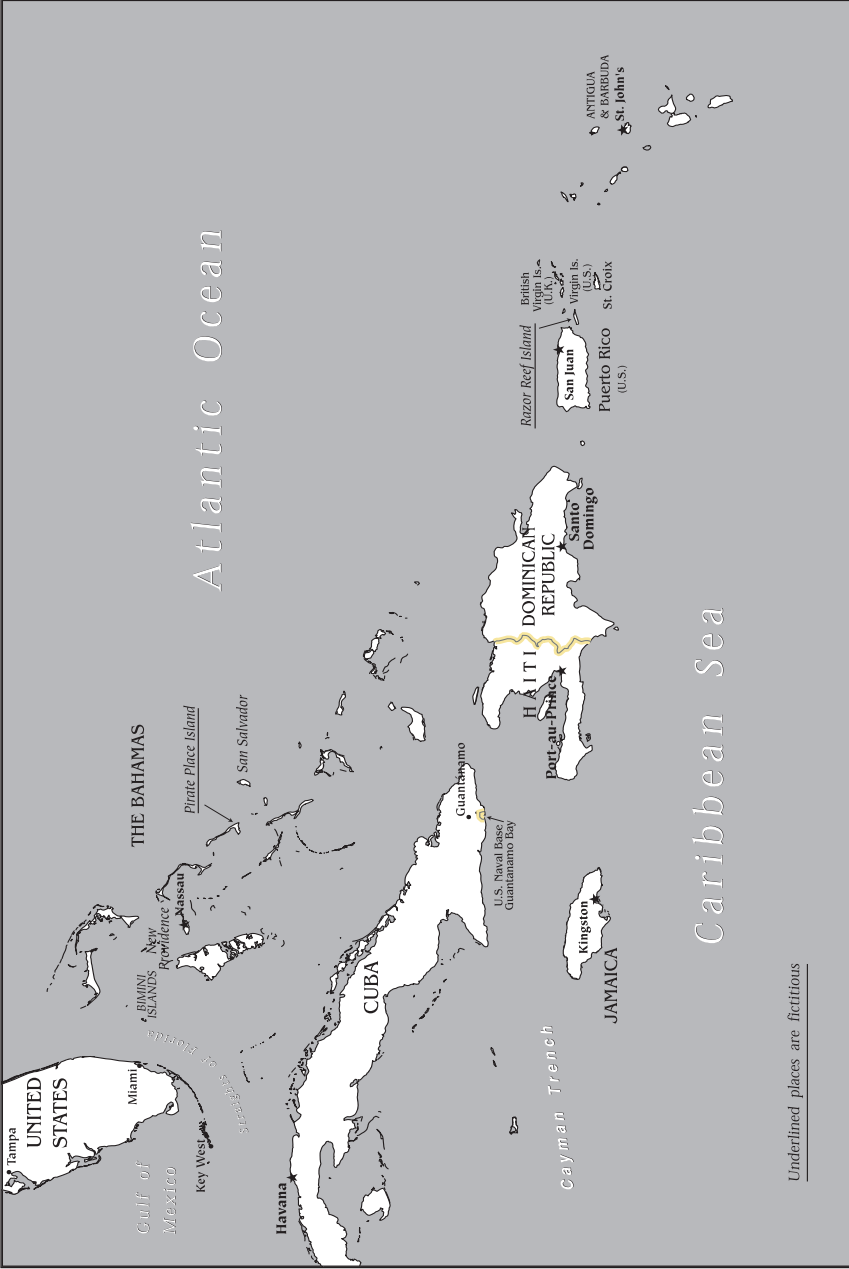 Tampa
UNITED
STATES
Miami
Gulf of
Mexico
Key West
Straights of Florida
BIMINI
ISLANDS
New
Providence
Nassau
THE BAHAMAS
Pirate Place Island
San Salvador
Atlantic Ocean
Havana
CUBA
Guantánamo
U.S. Naval Base
Guantanamo Bay
Cayman Trench
Kingston
JAMAICA
HAITI
Port-au-Prince
DOMINICAN
REPUBLIC
Santo
Domingo
Razor Reef Island
San Juan
Puerto Rico
(U.S.)
British
Virgin Is.
(U.K.)
Virgin Is.
(U.S.)
St. Croix
ANTIGUA
& BARBUDA
St. John's
Caribbean Sea
Underlined places are fictitious